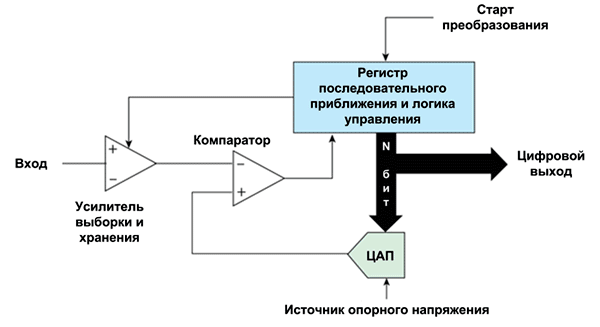 Старт
преобразования
Регистр
последовательного
приближения и логика
управления
Компаратор
Вход
+
−
−
+
N
б
и
т
Цифровой
выход
Усилитель
выборки и
хранения
ЦАП
Источник опорного напряжения